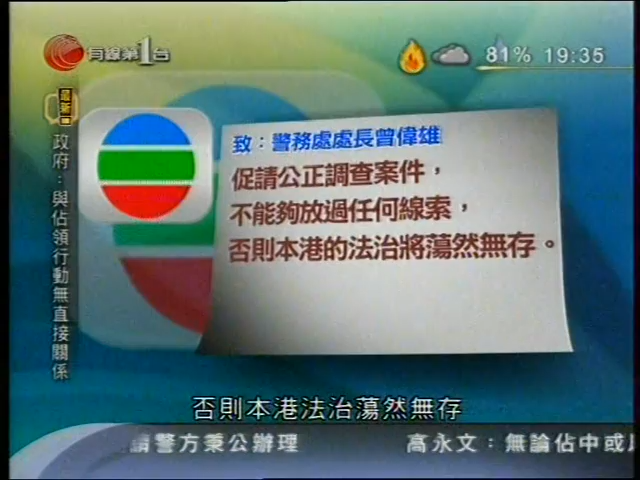 有線第1台
81% 19:35
最新
政府：與佔領行動無直接關係
致：警務處處長曾偉雄
促請公正調查案件，
不能夠放過任何線索，
否則本港的法治將蕩然無存。
否則本港法治蕩然無存
請警方秉公辦理
高永文：無論佔中或